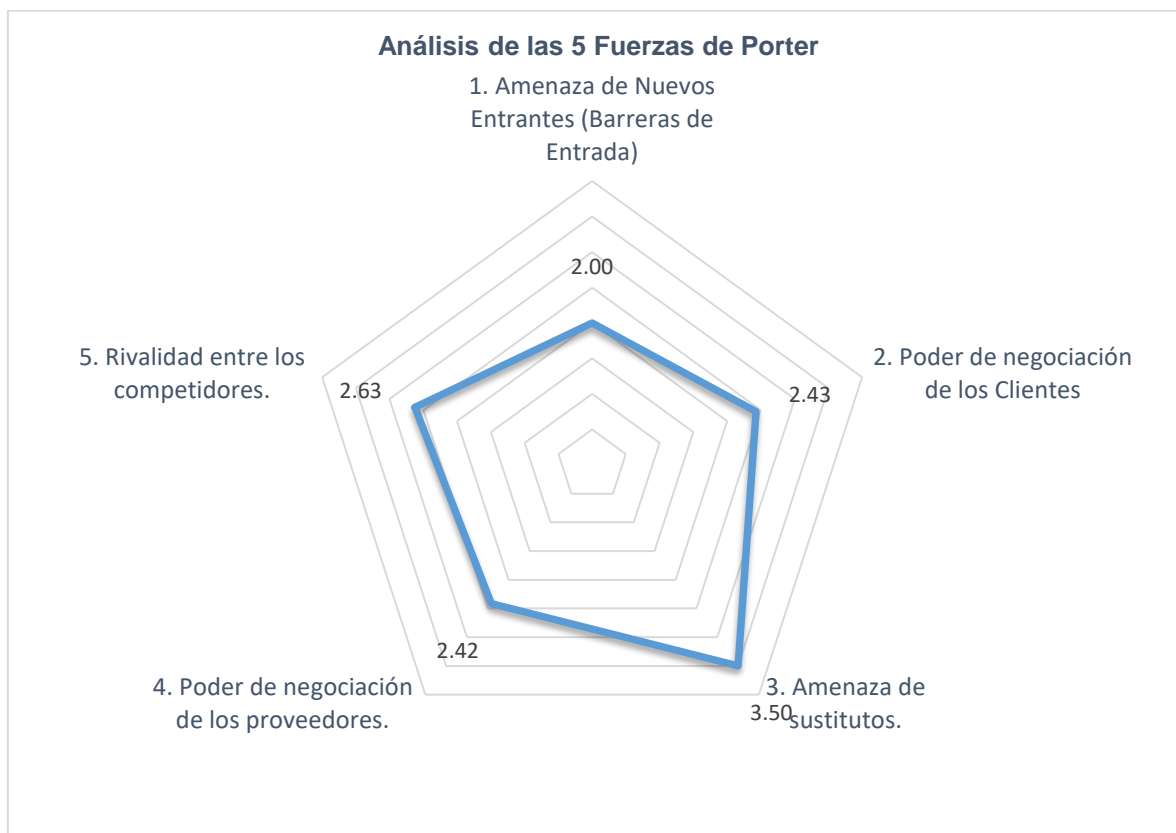 Análisis de las 5 Fuerzas de Porter
1. Amenaza de Nuevos
Entrantes (Barreras de
Entrada)
2.00
2. Poder de negociación
de los Clientes
2.43
3. Amenaza de
sustitutos.
3.50
4. Poder de negociación
de los proveedores.
2.42
5. Rivalidad entre los
competidores.
2.63